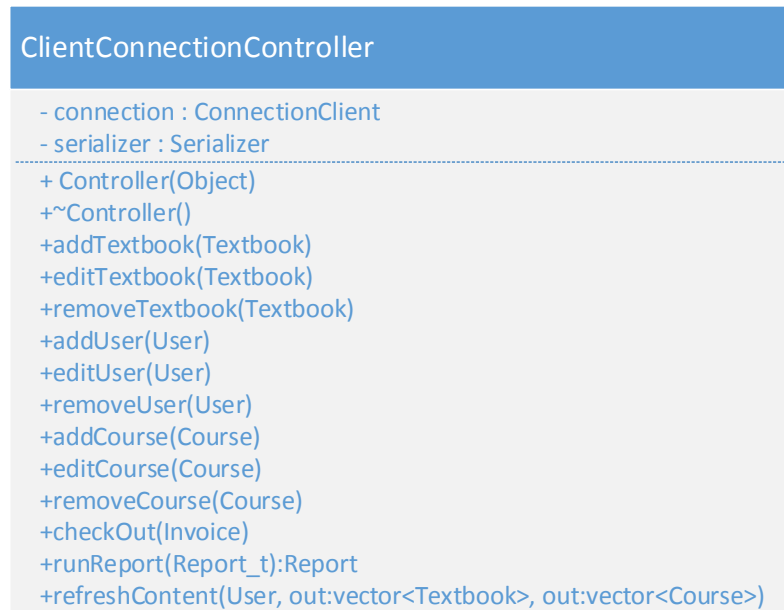 ClientConnectionController
- connection : ConnectionClient
- serializer : Serializer
+ Controller(Object)
+~Controller()
+addTextbook(Textbook)
+editTextbook(Textbook)
+removeTextbook(Textbook)
+addUser(User)
+editUser(User)
+removeUser(User)
+addCourse(Course)
+editCourse(Course)
+removeCourse(Course)
+checkOut(Invoice)
+runReport(Report_t):Report
+refreshContent(User, out:vector<Textbook>, out:vector<Course>)